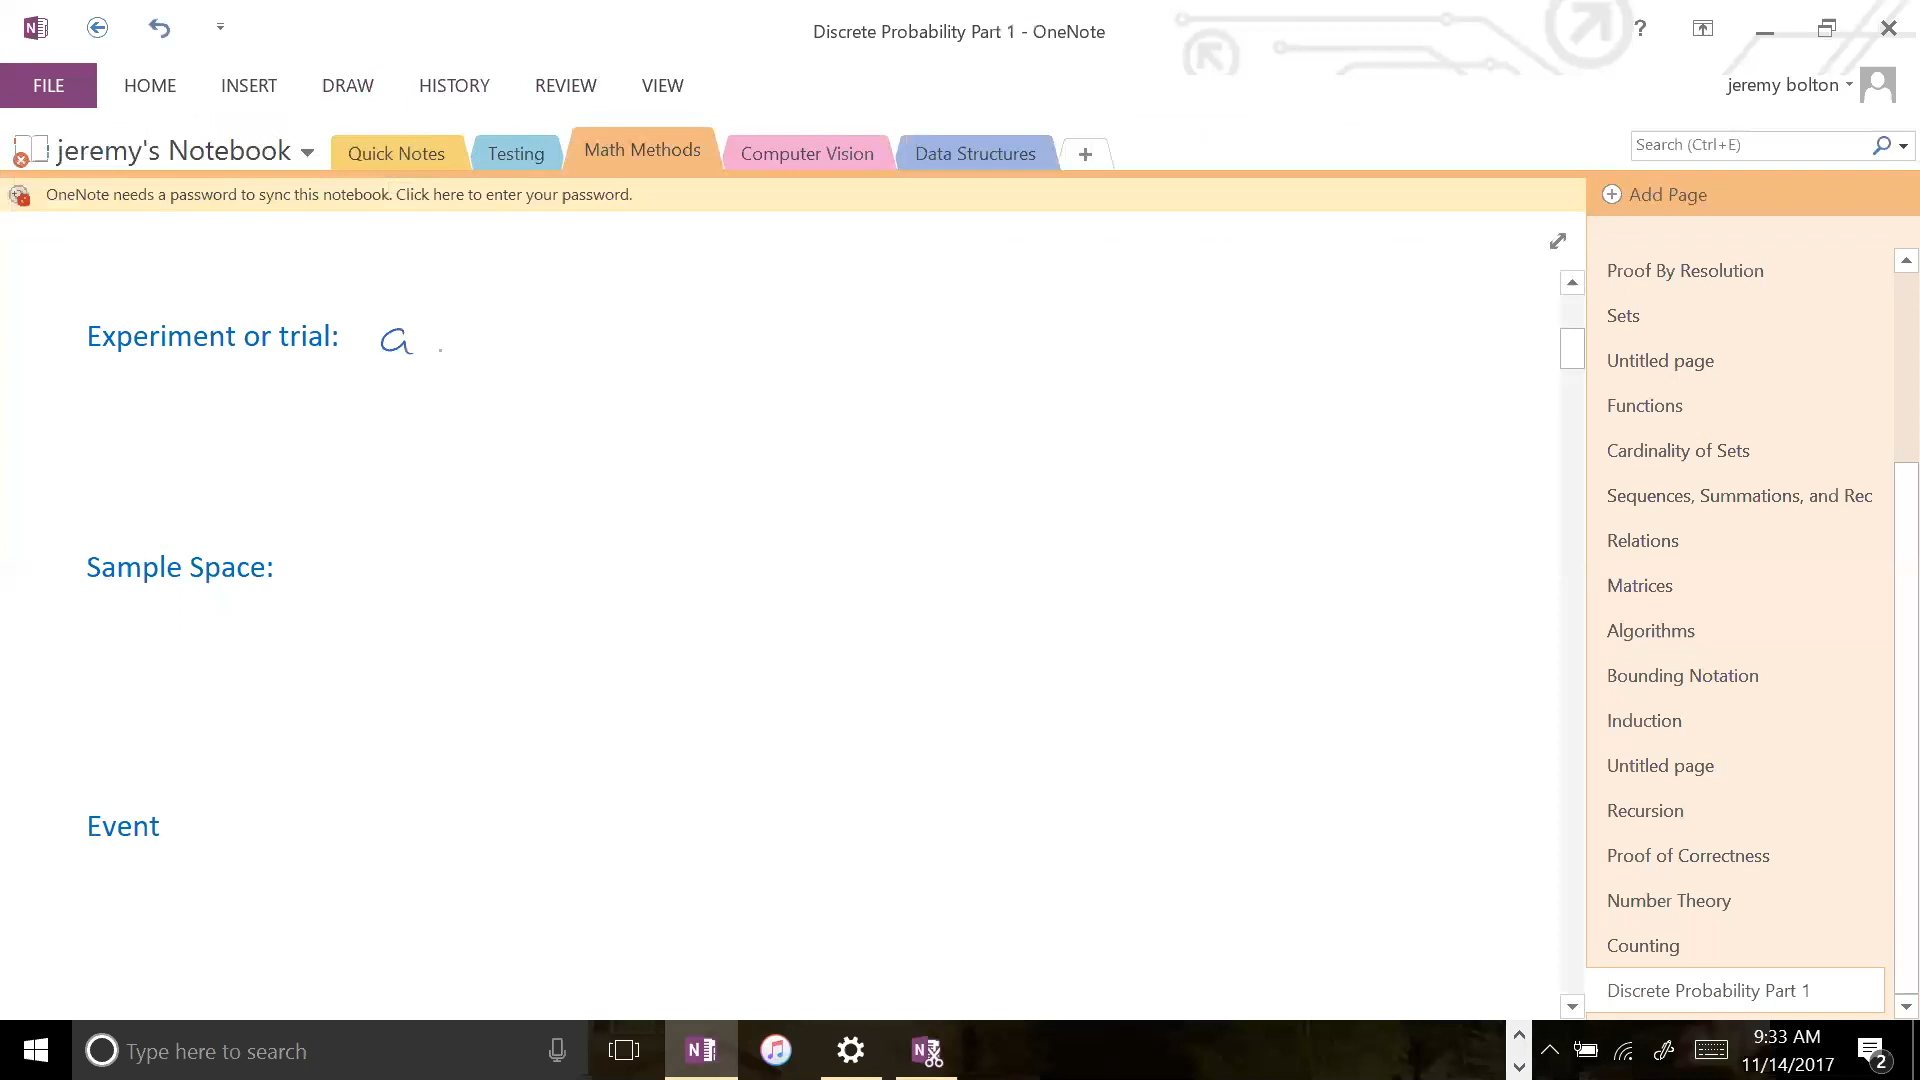 Discrete Probability Part 1 - OneNote
?
FILE HOME INSERT DRAW HISTORY REVIEW VIEW
jeremy bolton
jeremy's Notebook Quick Notes Testing Math Methods Computer Vision Data Structures +
Search (Ctrl+E)
OneNote needs a password to sync this notebook. Click here to enter your password.
Add Page
Experiment or trial: a
Sample Space:
Event
Proof By Resolution
Sets
Untitled page
Functions
Cardinality of Sets
Sequences, Summations, and Rec
Relations
Matrices
Algorithms
Bounding Notation
Induction
Untitled page
Recursion
Proof of Correctness
Number Theory
Counting
Discrete Probability Part 1
Type here to search
9:33 AM
11/14/2017
2